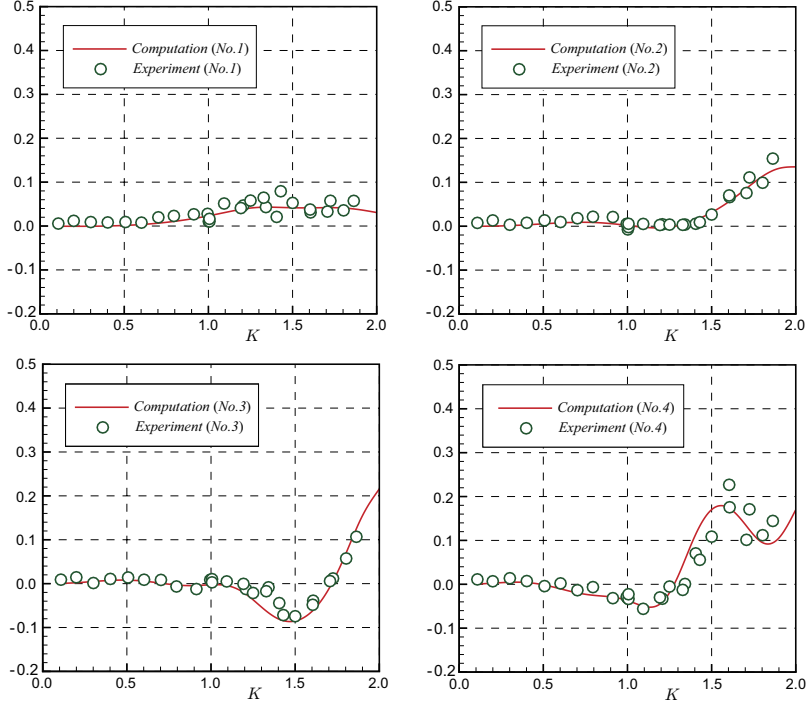 0.5
0.4
0.3
0.2
0.1
0.0
-0.1
-0.2
0.0 0.5 1.0 1.5 2.0
K
Computation (No.1)
Experiment (No.1)
0.5
0.4
0.3
0.2
0.1
0.0
-0.1
-0.2
0.0 0.5 1.0 1.5 2.0
K
Computation (No.2)
Experiment (No.2)
0.5
0.4
0.3
0.2
0.1
0.0
-0.1
-0.2
0.0 0.5 1.0 1.5 2.0
K
Computation (No.3)
Experiment (No.3)
0.5
0.4
0.3
0.2
0.1
0.0
-0.1
-0.2
0.0 0.5 1.0 1.5 2.0
K
Computation (No.4)
Experiment (No.4)